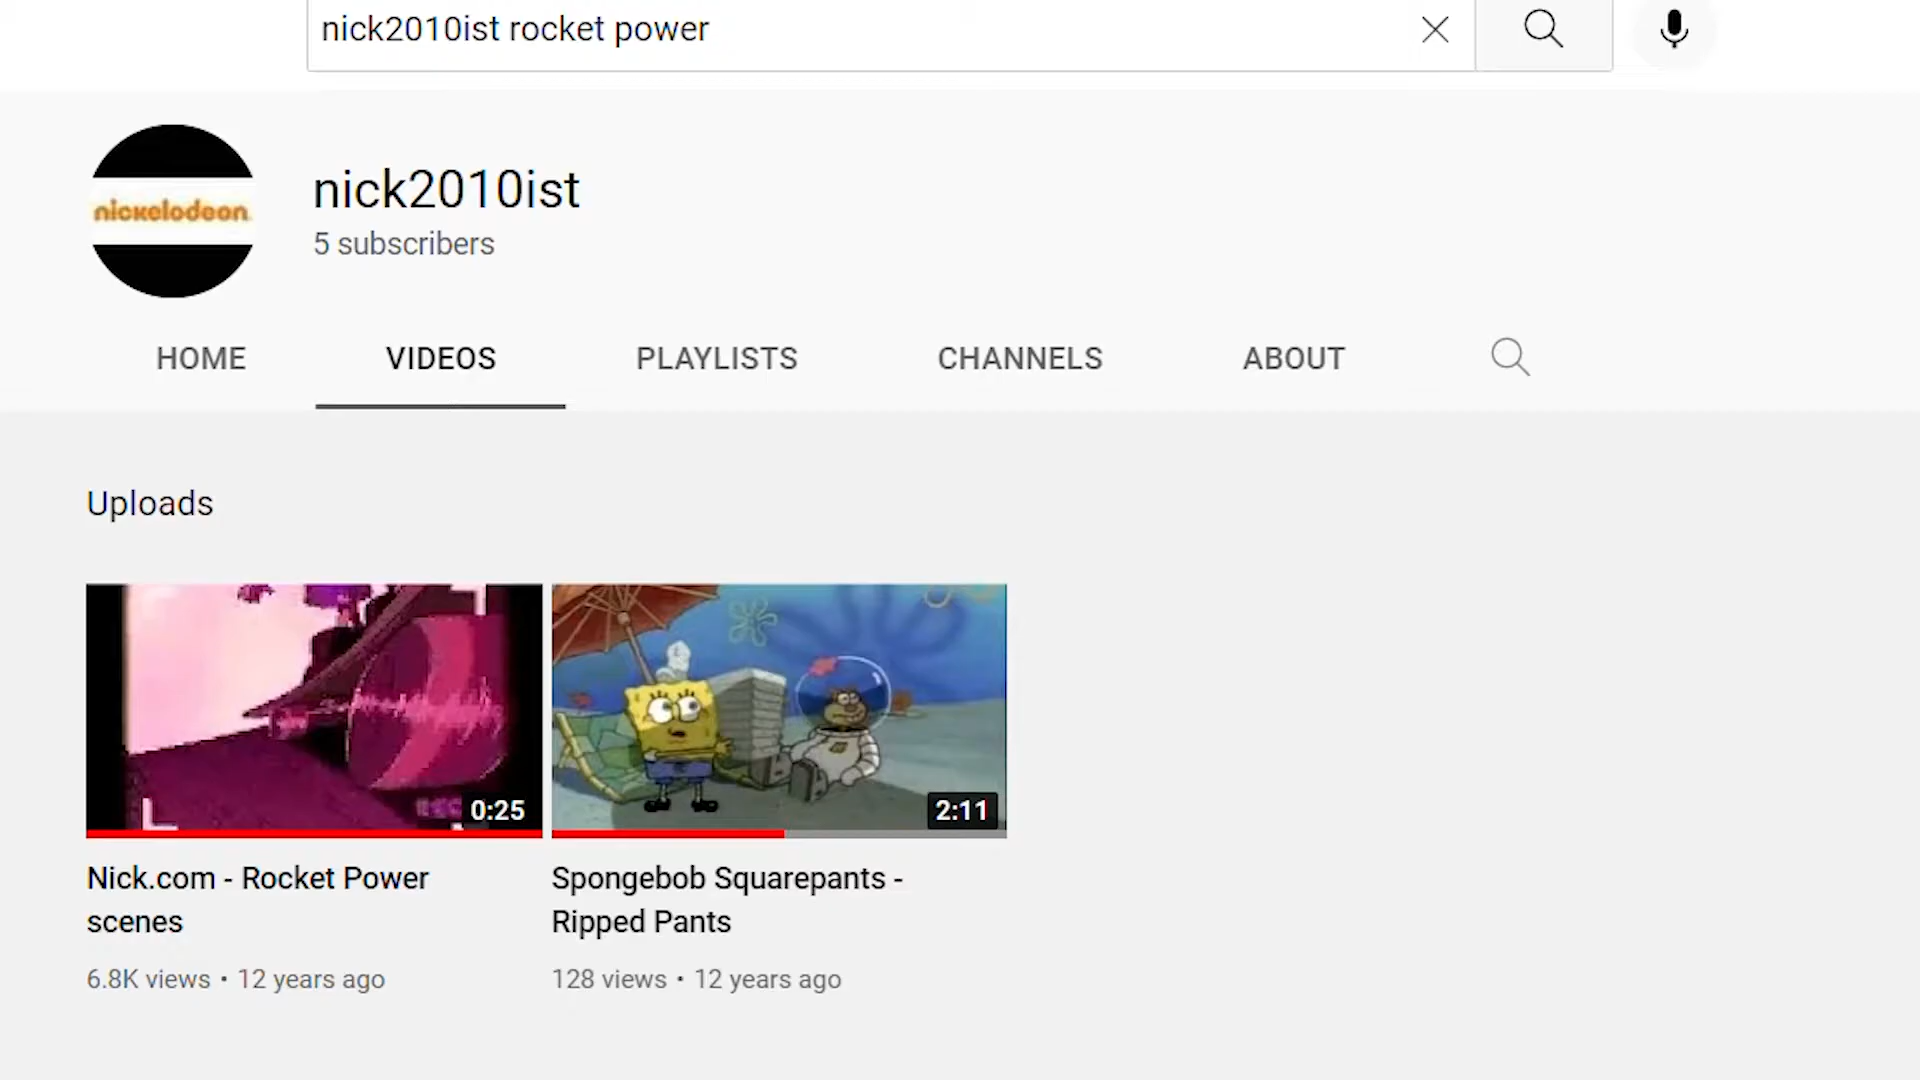 nick2010ist rocket power
nickelodeon
nick2010ist
5 subscribers
HOME VIDEOS PLAYLISTS CHANNELS ABOUT
Uploads
0:25 2:11
Nick.com - Rocket Power
scenes
6.8K views • 12 years ago
Spongebob Squarepants -
Ripped Pants
128 views • 12 years ago